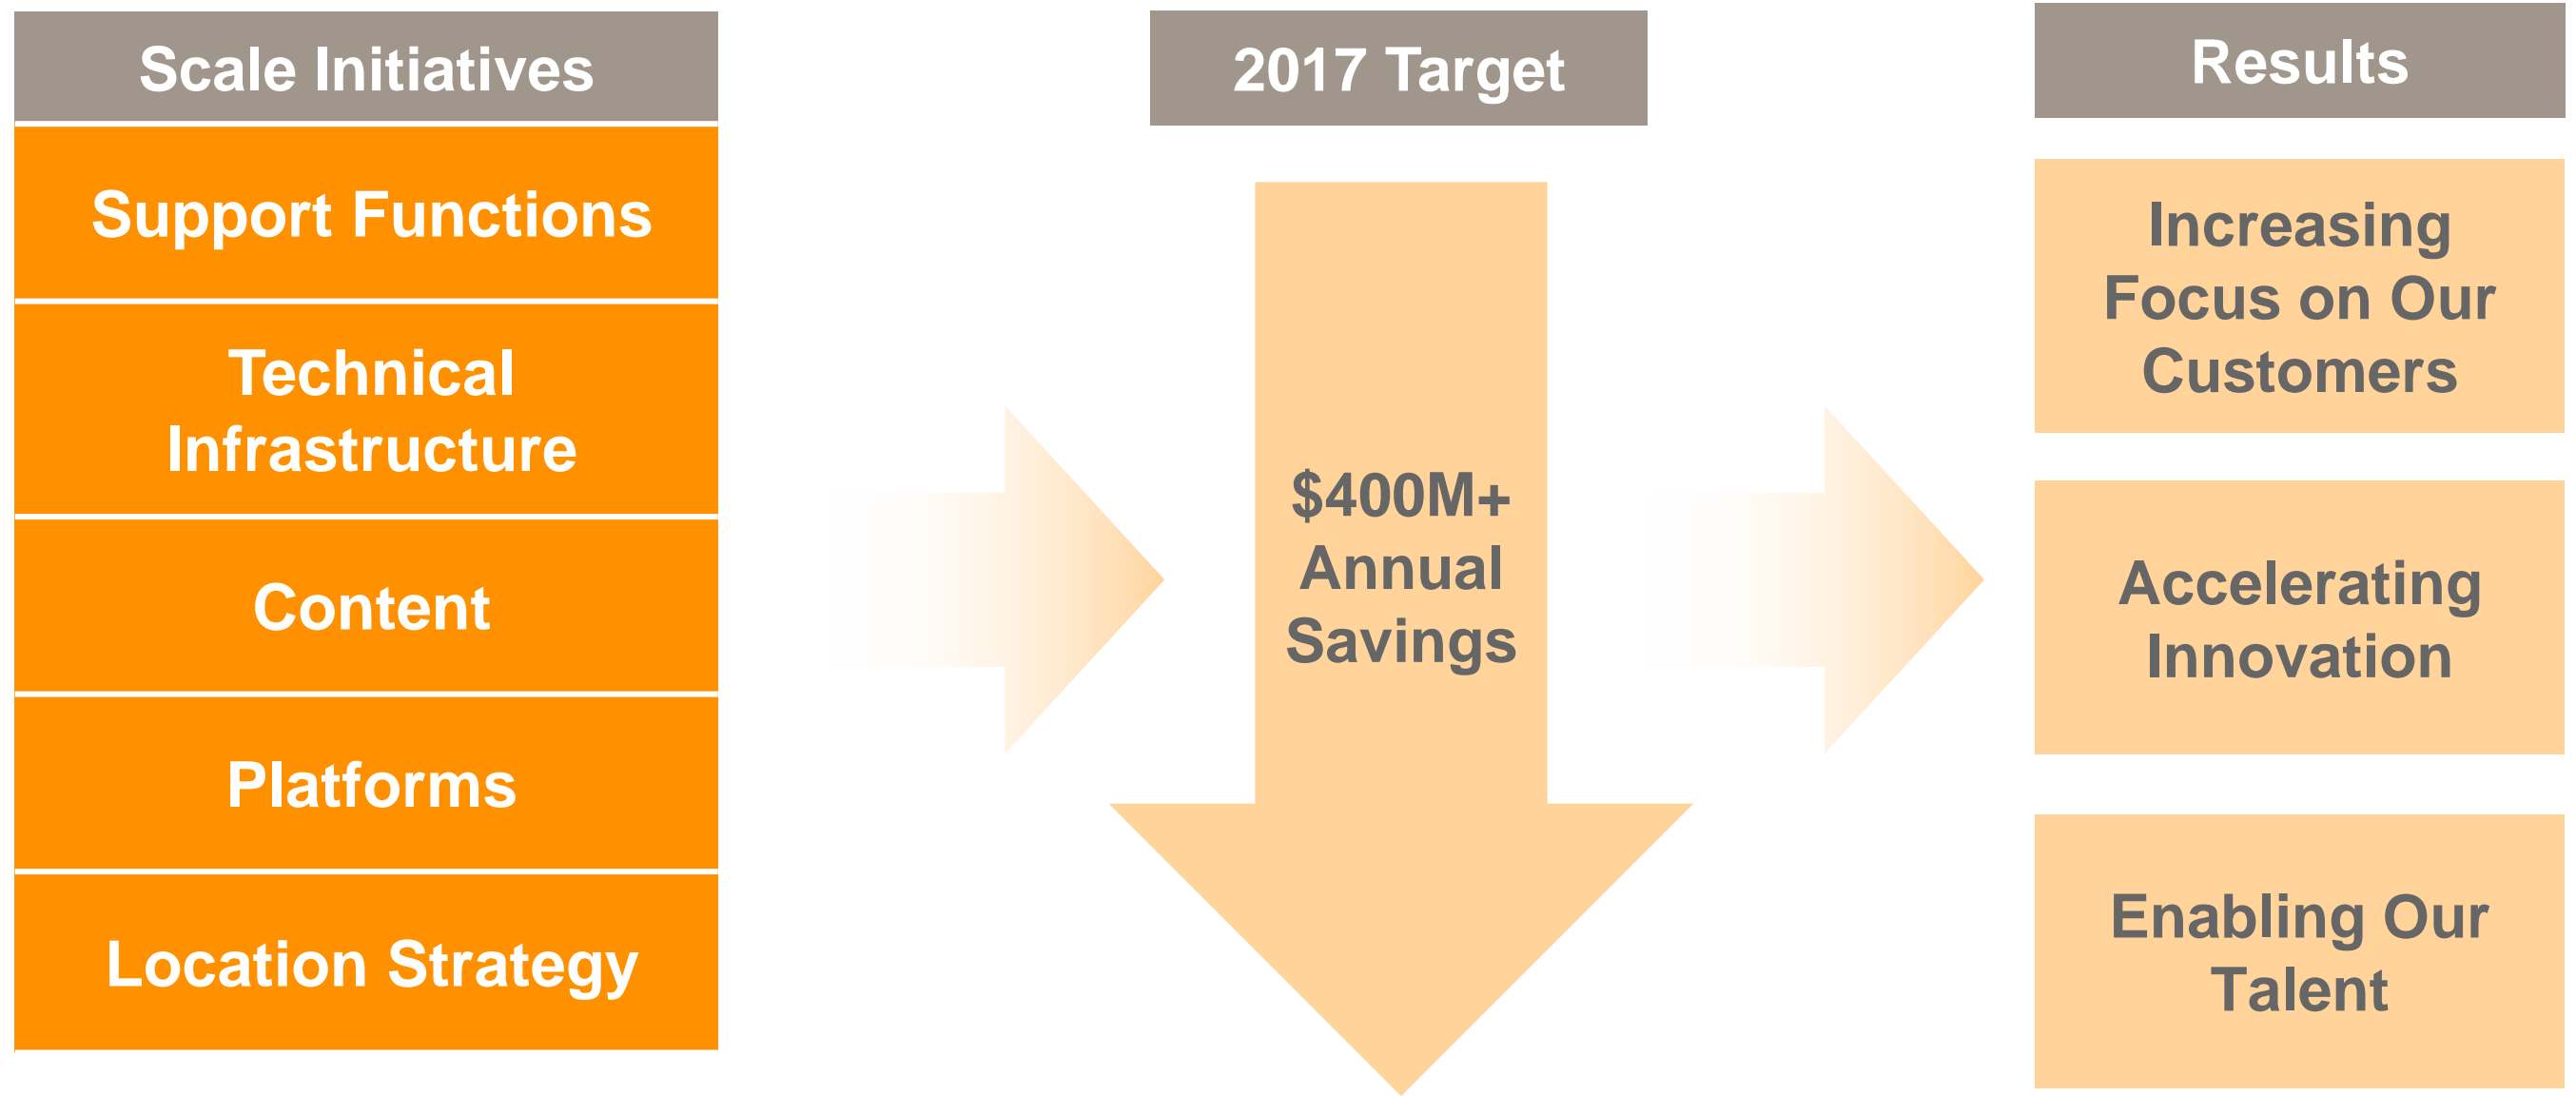 Scale Initiatives
Support Functions
Technical
Infrastructure
Content
Platforms
Location Strategy
2017 Target
$400M+
Annual
Savings
Results
Increasing
Focus on Our
Customers
Accelerating
Innovation
Enabling Our
Talent